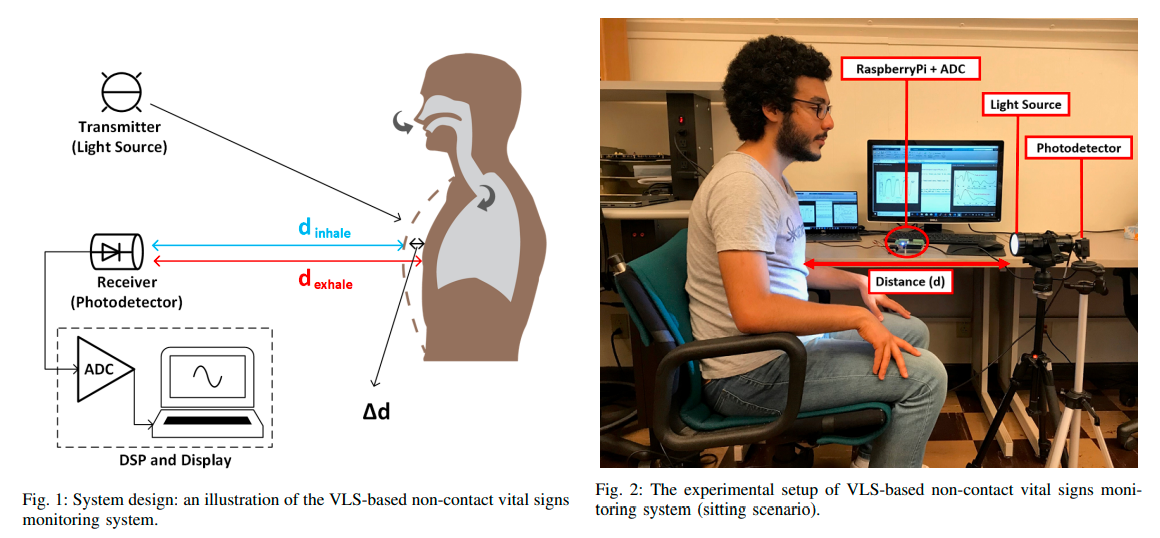 Transmitter
(Light Source)
d inhale
d exhale
Receiver
(Photodetector)
ADC
Δd
DSP and Display
Fig. 1: System design: an illustration of the VLS-based non-contact vital signs
monitoring system.
RaspberryPi + ADC
Light Source
Photodetector
Distance (d)
Fig. 2: The experimental setup of VLS-based non-contact vital signs moni-
toring system (sitting scenario).